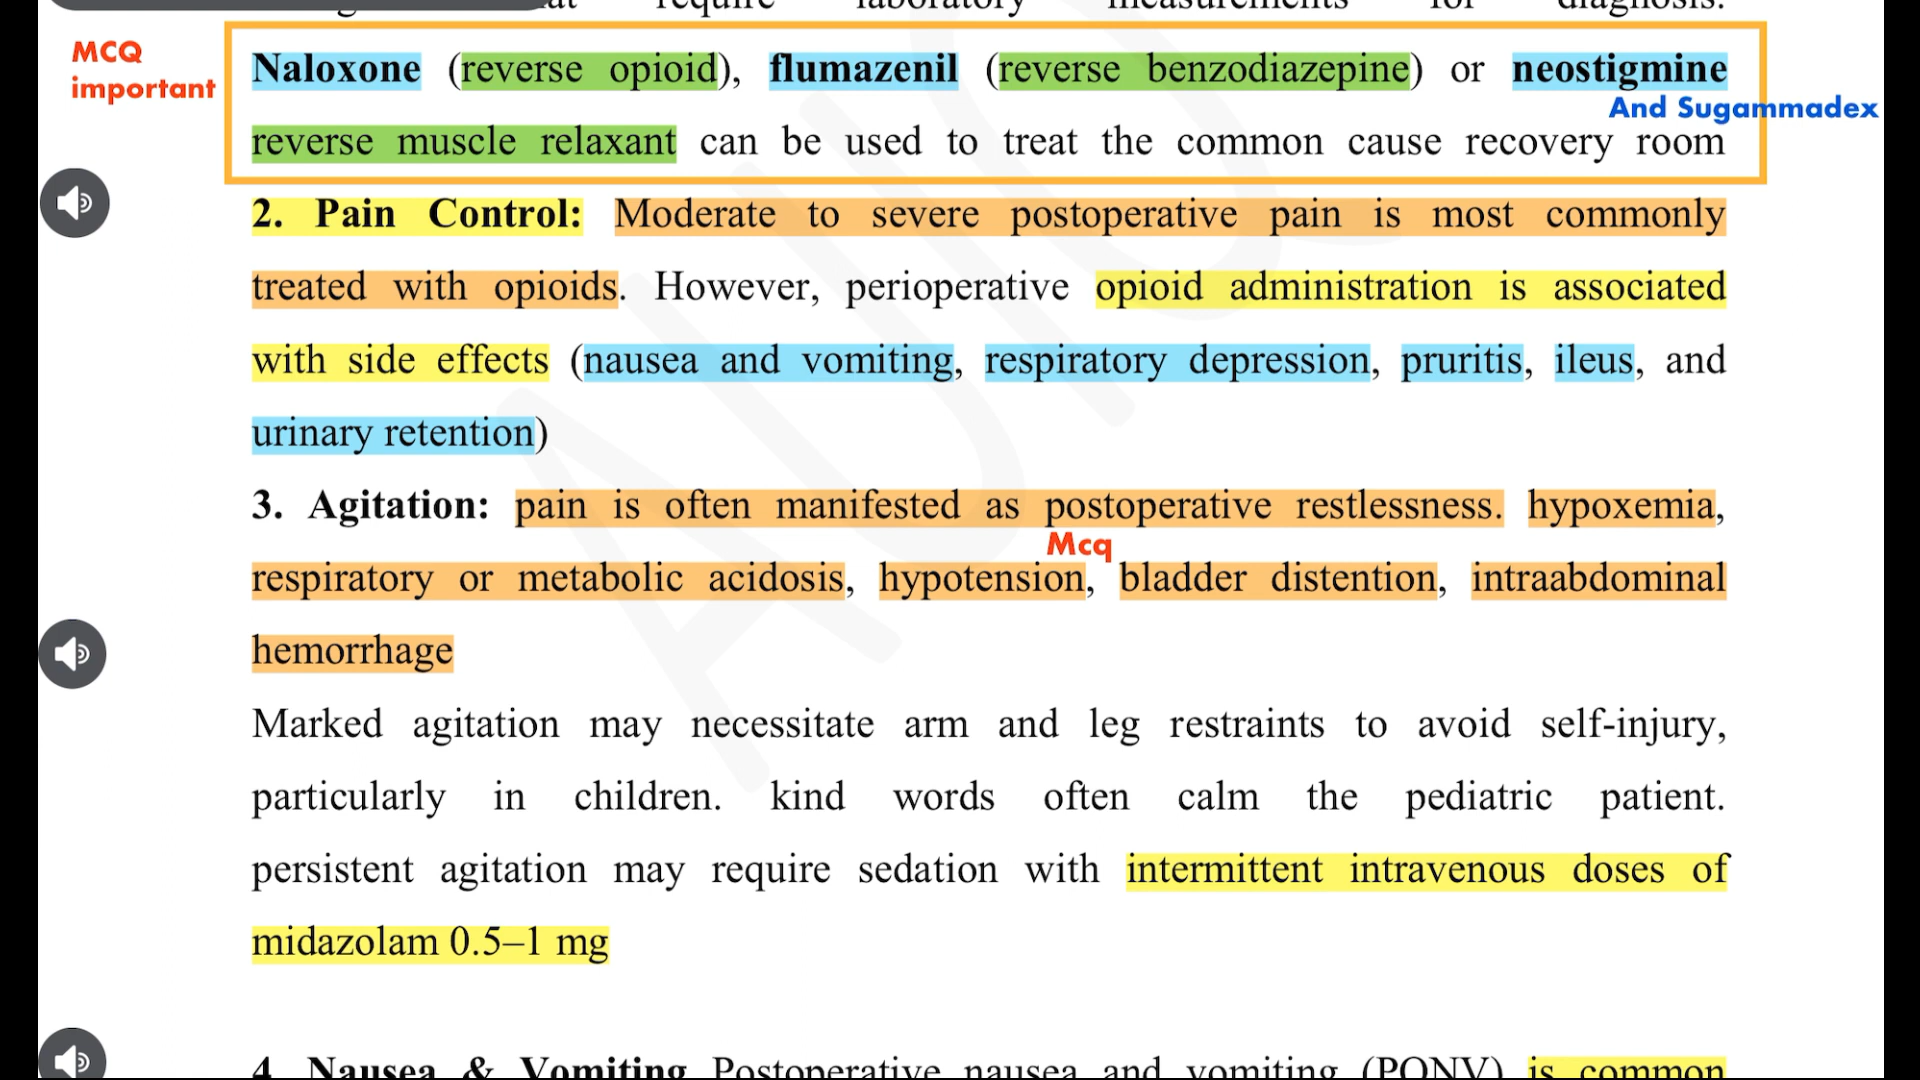 require laboratory measurements for diagnosis.
MCQ
important
Naloxone (reverse opioid), flumazenil (reverse benzodiazepine) or neostigmine
And Sugammadex
reverse muscle relaxant can be used to treat the common cause recovery room
2. Pain Control: Moderate to severe postoperative pain is most commonly
treated with opioids. However, perioperative opioid administration is associated
with side effects (nausea and vomiting, respiratory depression, pruritis, ileus, and
urinary retention)
3. Agitation: pain is often manifested as postoperative restlessness. hypoxemia,
Mcq
respiratory or metabolic acidosis, hypotension, bladder distention, intraabdominal
hemorrhage
Marked agitation may necessitate arm and leg restraints to avoid self-injury,
particularly in children. kind words often calm the pediatric patient.
persistent agitation may require sedation with intermittent intravenous doses of
midazolam 0.5–1 mg
4. Nausea & Vomiting Postoperative nausea and vomiting (PONV) is common